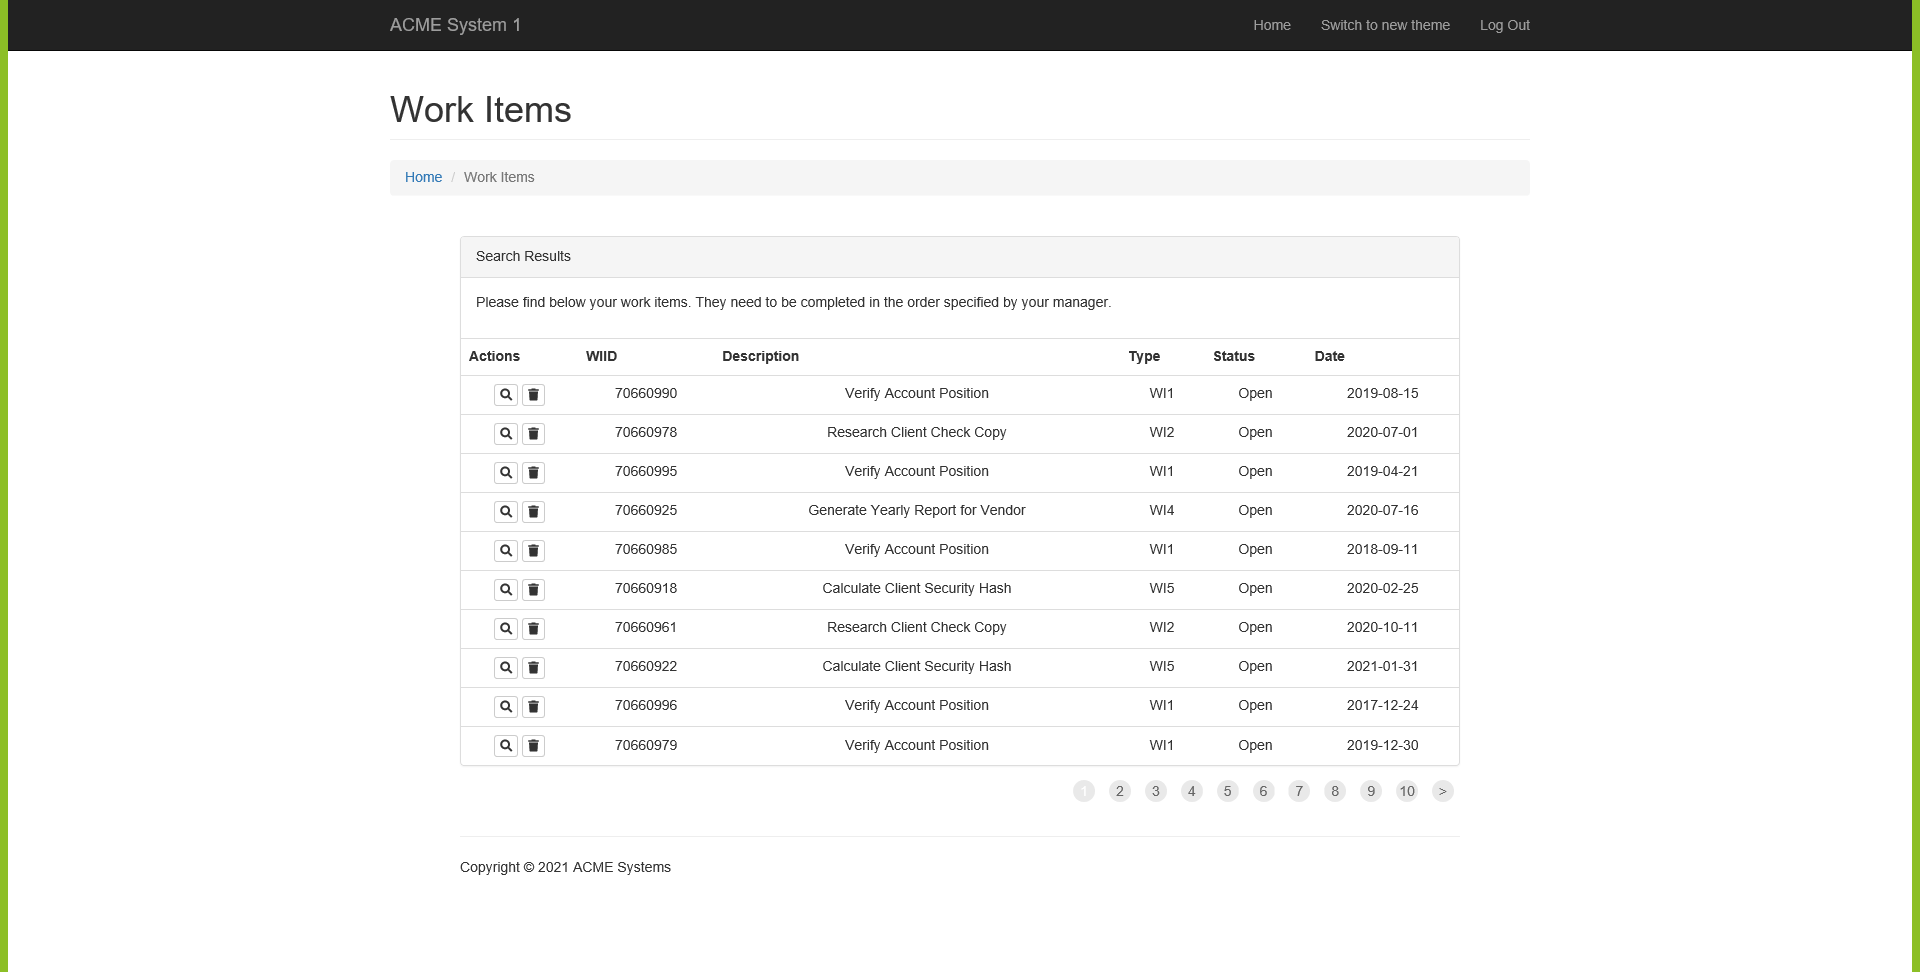 ACME System 1 Home Switch to new theme Log Out
Work Items
Home / Work Items
Search Results
Please find below your work items. They need to be completed in the order specified by your manager.
Actions WIID Description Type Status Date
70660990 Verify Account Position WI1 Open 2019-08-15
70660978 Research Client Check Copy WI2 Open 2020-07-01
70660995 Verify Account Position WI1 Open 2019-04-21
70660925 Generate Yearly Report for Vendor WI4 Open 2020-07-16
70660985 Verify Account Position WI1 Open 2018-09-11
70660918 Calculate Client Security Hash WI5 Open 2020-02-25
70660961 Research Client Check Copy WI2 Open 2020-10-11
70660922 Calculate Client Security Hash WI5 Open 2021-01-31
70660996 Verify Account Position WI1 Open 2017-12-24
70660979 Verify Account Position WI1 Open 2019-12-30
1 2 3 4 5 6 7 8 9 10 >
Copyright © 2021 ACME Systems